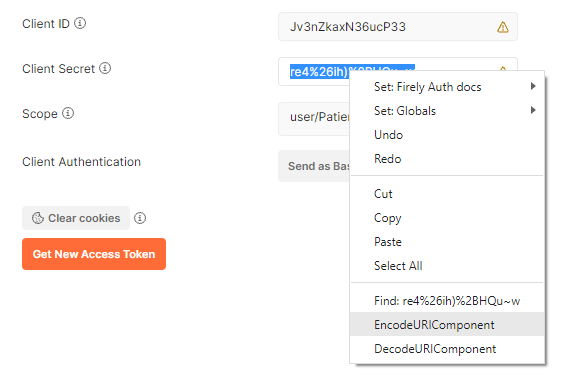 Client ID
Jv3nZkaxN36ucP33
Client Secret
re4%26ih)%2BHQu~w
Scope
user/Patie
Client Authentication
Send as Bas
Clear cookies
Get New Access Token
Set: Firely Auth docs
Set: Globals
Undo
Redo
Cut
Copy
Paste
Select All
Find: re4%26ih)%2BHQu~w
EncodeURIComponent
DecodeURIComponent